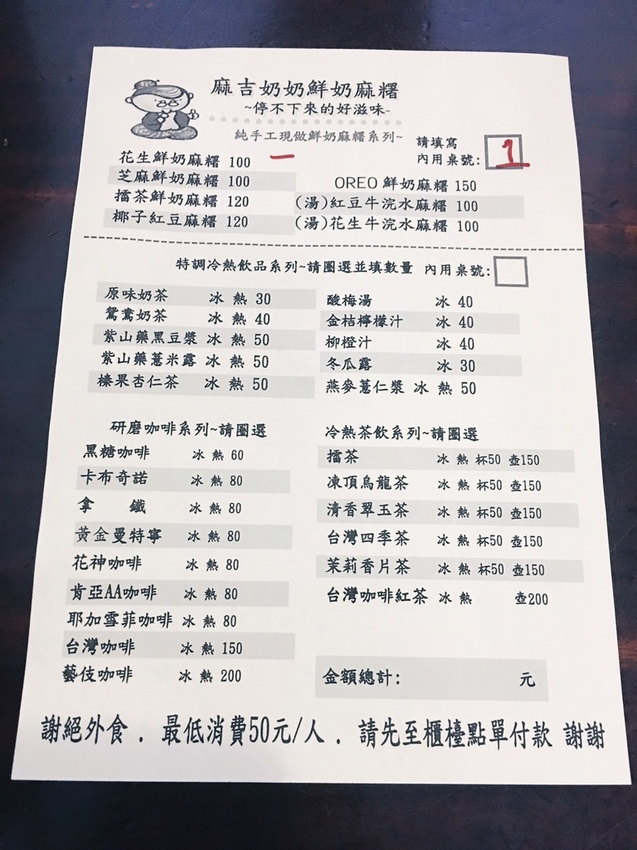 麻吉奶奶鮮奶麻糬
~停不下來的好滋味~
純手工現做鮮奶麻糬系列~
請填寫
內用桌號: 1
花生鮮奶麻糬 100 一
芝麻鮮奶麻糬 100
擂茶鮮奶麻糬 120
椰子紅豆麻糬 120
OREO 鮮奶麻糬 150
(湯)紅豆牛浣水麻糬 100
(湯)花生牛浣水麻糬 100
特調冷熱飲品系列~請圈選並填數量 內用桌號:
原味奶茶 冰 熱 30
鴛鴦奶茶 冰 熱 40
紫山藥黑豆漿 冰 熱 50
紫山藥薏米露 冰 熱 50
榛果杏仁茶 冰 熱 50
酸梅湯 冰 40
金桔檸檬汁 冰 40
柳橙汁 冰 40
冬瓜露 冰 30
燕麥薏仁漿 冰 熱 50
研磨咖啡系列~請圈選
黑糖咖啡 冰 熱 60
卡布奇諾 冰 熱 80
拿 鐵 冰 熱 80
黃金曼特寧 冰 熱 80
花神咖啡 冰 熱 80
肯亞AA咖啡 冰 熱 80
耶加雪菲咖啡 冰 熱 80
台灣咖啡 冰 熱 150
藝伎咖啡 冰 熱 200
冷熱茶飲系列~請圈選
擂茶 冰 熱 杯50 壺150
凍頂烏龍茶 冰 熱 杯50 壺150
清香翠玉茶 冰 熱 杯50 壺150
台灣四季茶 冰 熱 杯50 壺150
茉莉香片茶 冰 熱 杯50 壺150
台灣咖啡紅茶 冰 熱 壺200
金額總計: 元
謝絕外食 . 最低消費50元/人 . 請先至櫃檯點單付款 謝謝